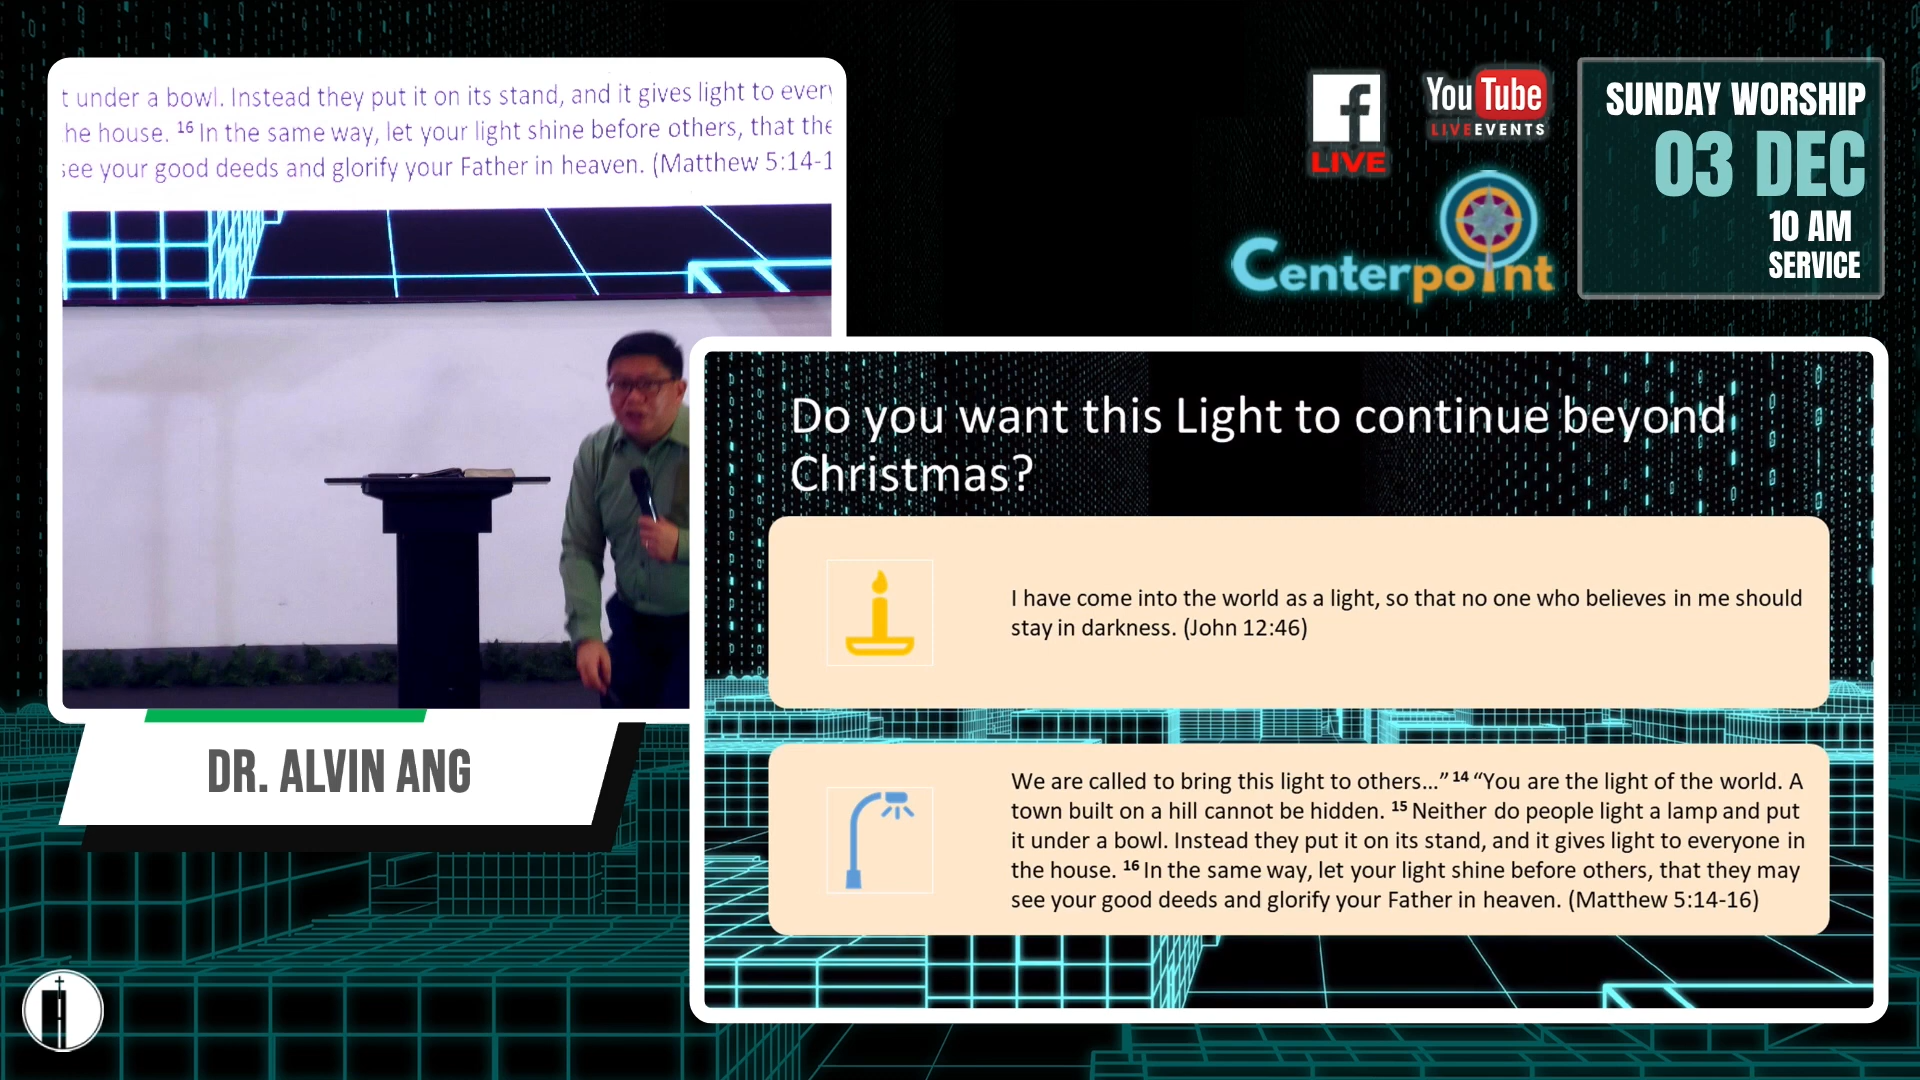 t under a bowl. Instead they put it on its stand, and it gives light to every
he house. 16 In the same way, let your light shine before others, that the
see your good deeds and glorify your Father in heaven. (Matthew 5:14-1
f
LIVE
YouTube
LIVEEVENTS
Centerpoint
SUNDAY WORSHIP
03 DEC
10 AM
SERVICE
Do you want this Light to continue beyond
Christmas?
I have come into the world as a light, so that no one who believes in me should
stay in darkness. (John 12:46)
We are called to bring this light to others…” 14 “You are the light of the world. A
town built on a hill cannot be hidden. 15 Neither do people light a lamp and put
it under a bowl. Instead they put it on its stand, and it gives light to everyone in
the house. 16 In the same way, let your light shine before others, that they may
see your good deeds and glorify your Father in heaven. (Matthew 5:14-16)
DR. ALVIN ANG